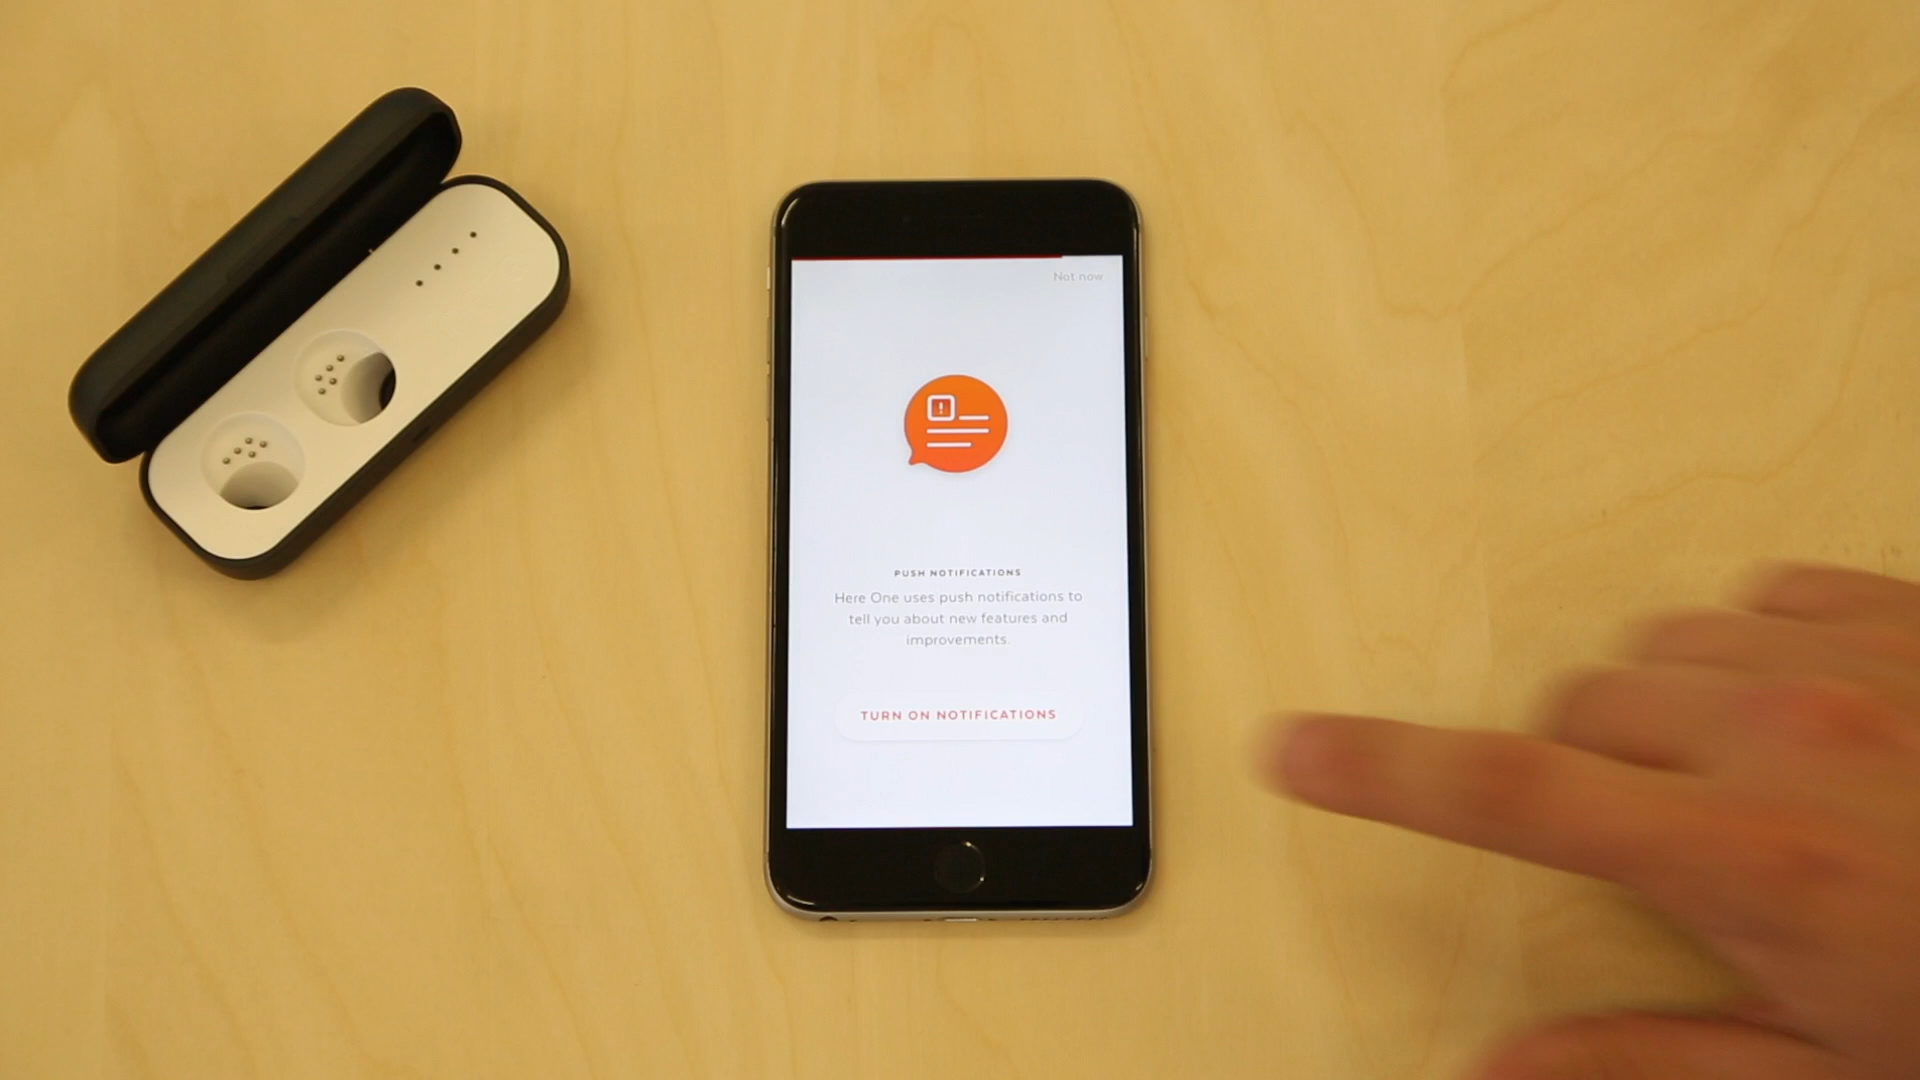 Not now
PUSH NOTIFICATIONS
Here One uses push notifications to
tell you about new features and
improvements.
TURN ON NOTIFICATIONS